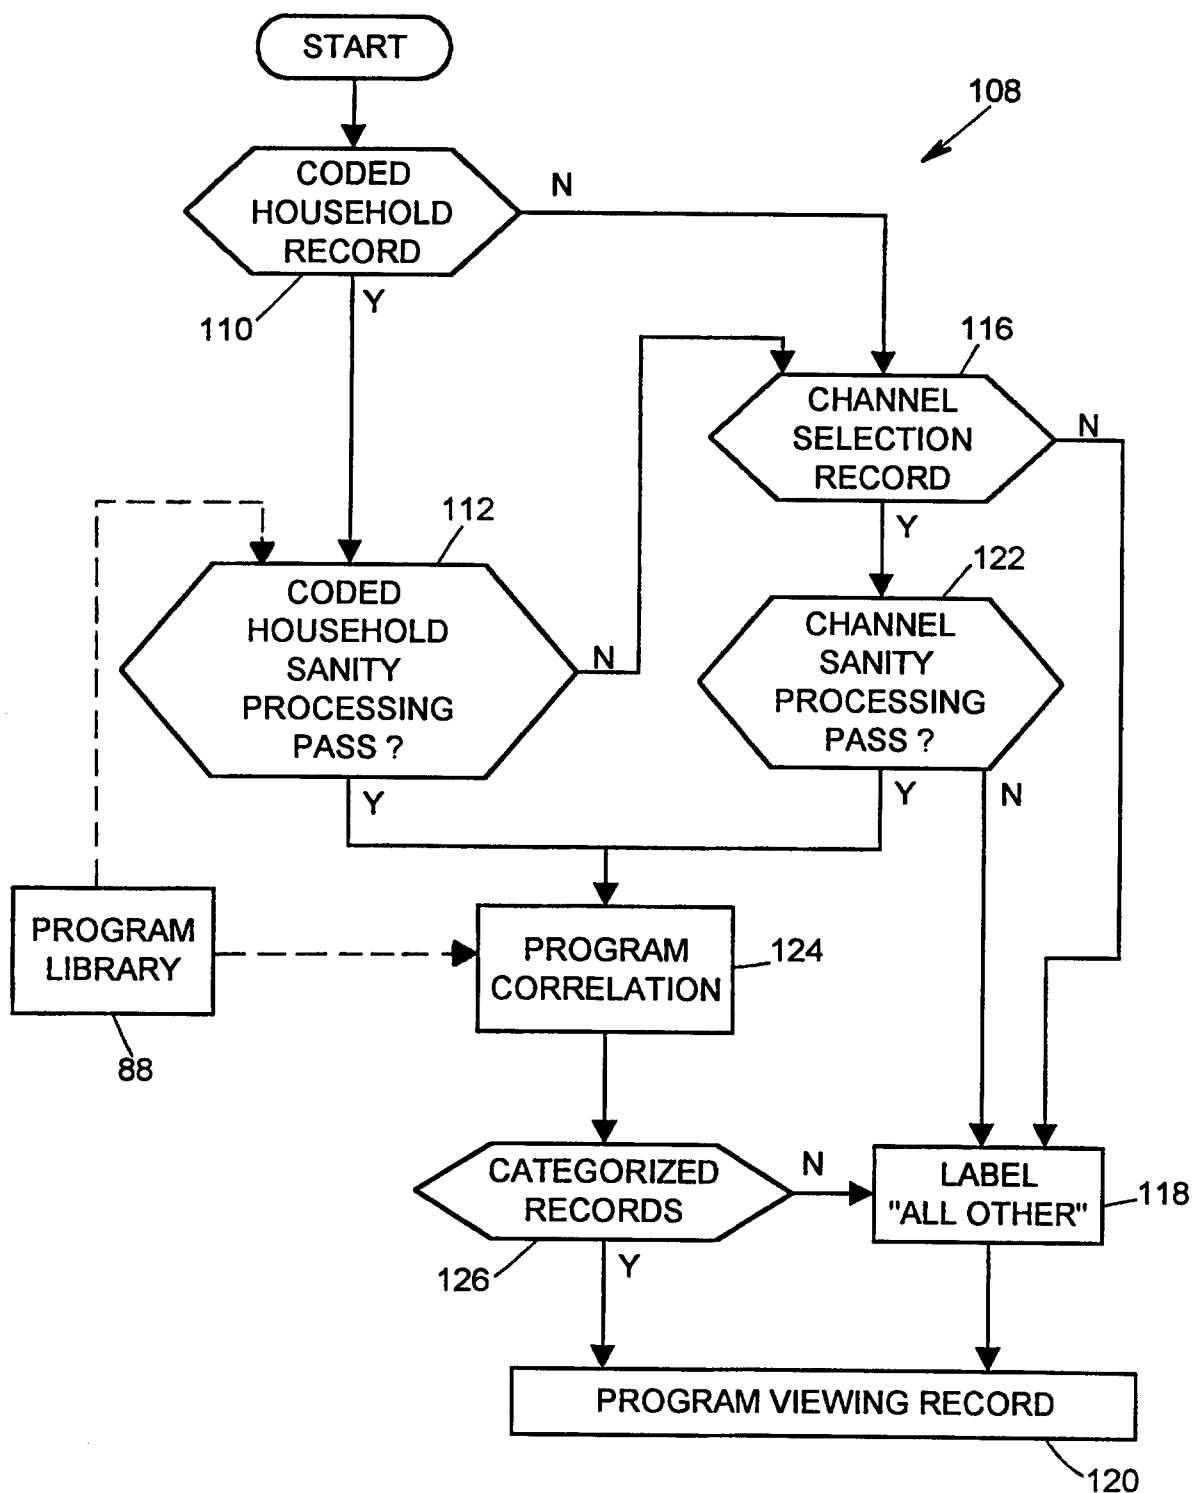 START
108
CODED
HOUSEHOLD
RECORD
N
Y
110
116
CHANNEL
SELECTION
RECORD
N
Y
112
CODED
HOUSEHOLD
SANITY
PROCESSING
PASS ?
N
Y
122
CHANNEL
SANITY
PROCESSING
PASS ?
Y
N
PROGRAM
LIBRARY
88
PROGRAM
CORRELATION
124
CATEGORIZED
RECORDS
N
Y
126
LABEL
"ALL OTHER"
118
PROGRAM VIEWING RECORD
120